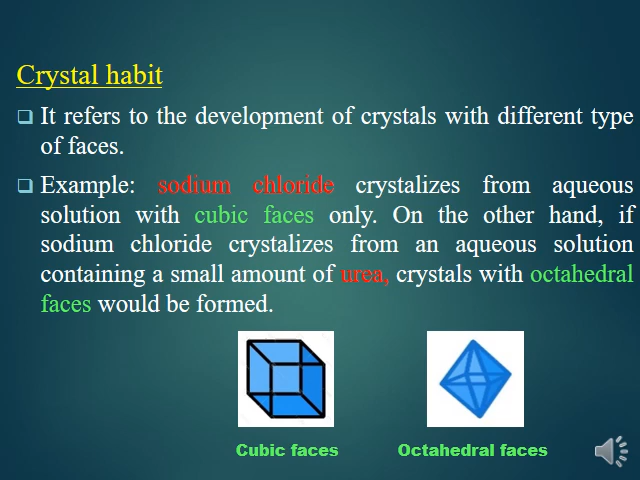 Crystal habit
It refers to the development of crystals with different type
of faces.
Example: sodium chloride crystalizes from aqueous
solution with cubic faces only. On the other hand, if
sodium chloride crystalizes from an aqueous solution
containing a small amount of urea, crystals with octahedral
faces would be formed.
Cubic faces
Octahedral faces